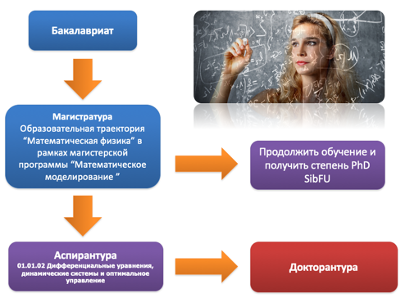 Бакалавриат
Магистратура
Образовательная траектория
"Математическая физика" в
рамках магистерской
программы "Математическое
моделирование "
Продолжить обучение и
получить степень PhD
SibFU
Аспирантура
01.01.02 Дифференциальные уравнения,
динамические системы и оптимальное
управление
Докторантура